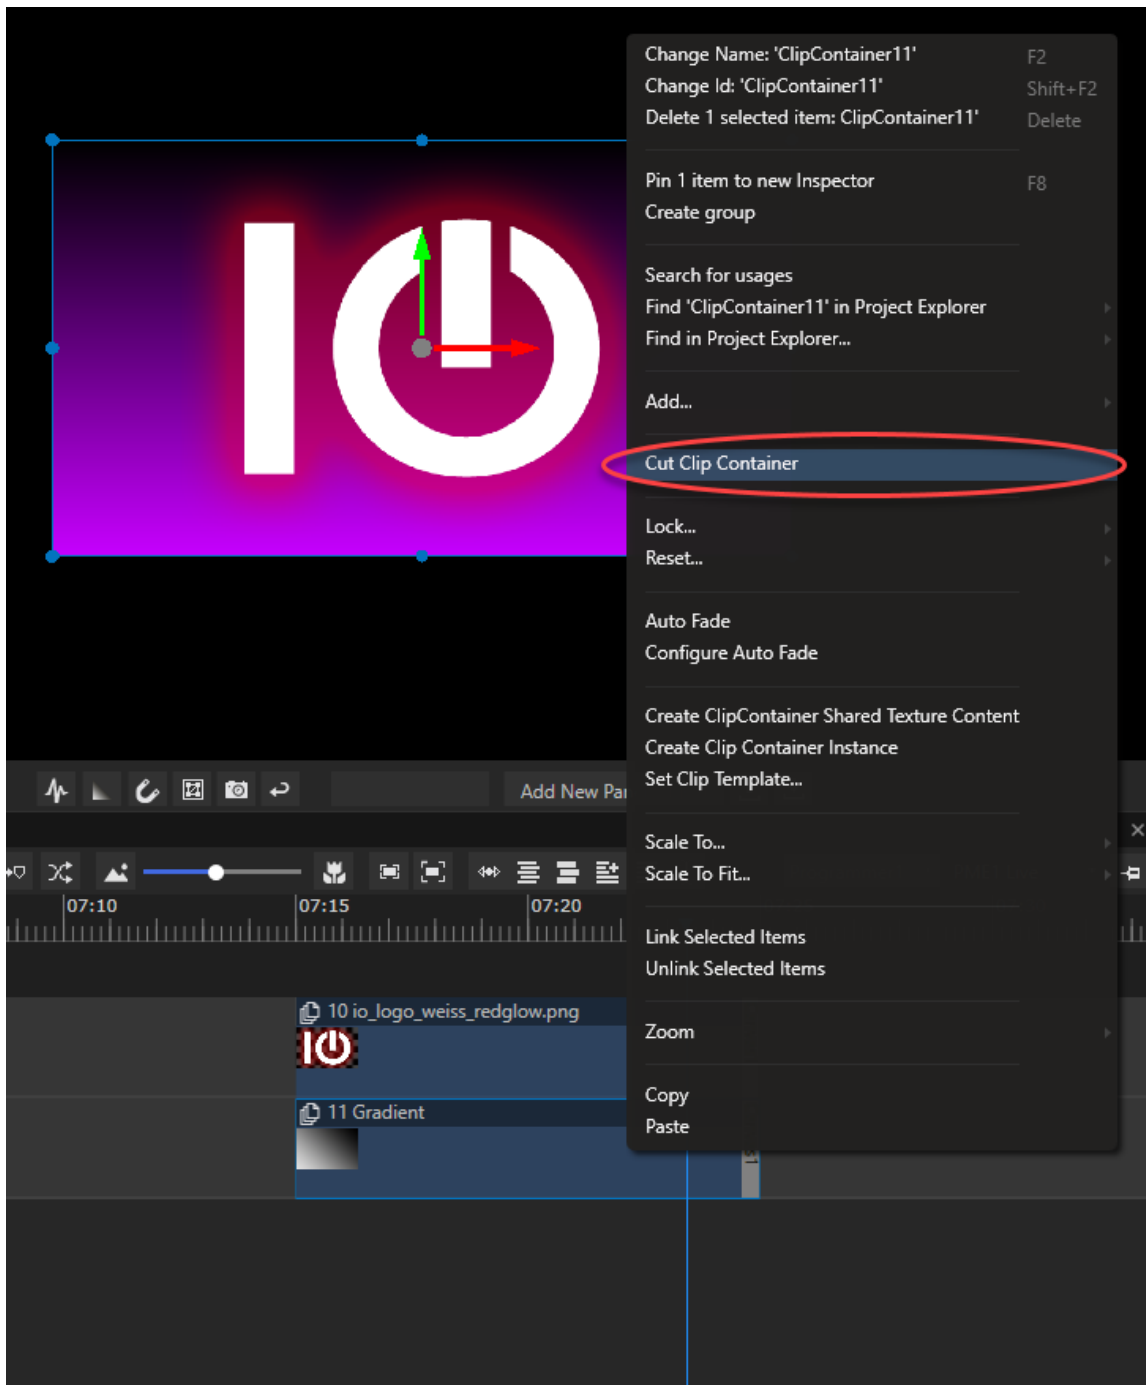 IO
Change Name: 'ClipContainer11' F2
Change Id: 'ClipContainer11' Shift+F2
Delete 1 selected item: ClipContainer11' Delete
Pin 1 item to new Inspector F8
Create group
Search for usages
Find 'ClipContainer11' in Project Explorer
Find in Project Explorer...
Add...
Cut Clip Container
Lock...
Reset...
Auto Fade
Configure Auto Fade
Create ClipContainer Shared Texture Content
Create Clip Container Instance
Set Clip Template...
Scale To...
Scale To Fit...
Link Selected Items
Unlink Selected Items
Zoom
Copy
Paste
Add New Pa
07:10 07:15 07:20
10 io_logo_weiss_redglow.png
IO
11 Gradient